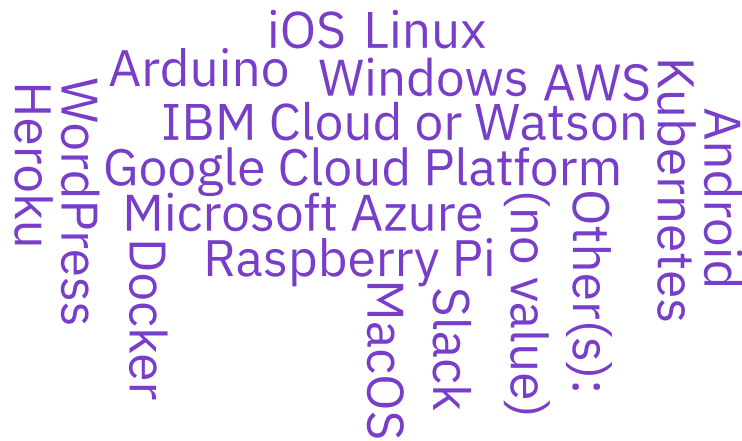 iOS
Linux
Arduino
Windows
AWS
IBM Cloud or Watson
Google Cloud Platform
Microsoft Azure
Raspberry Pi
Heroku
WordPress
Docker
MacOS
Slack
(no value)
Other(s):
Kubernetes
Android